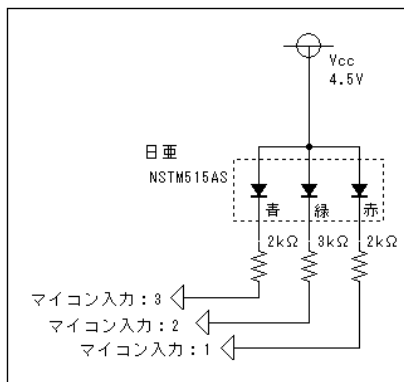 Vcc
4.5V
日亜
NSTM515AS
青 緑 赤
2kΩ 3kΩ 2kΩ
マイコン入力：3
マイコン入力：2
マイコン入力：1